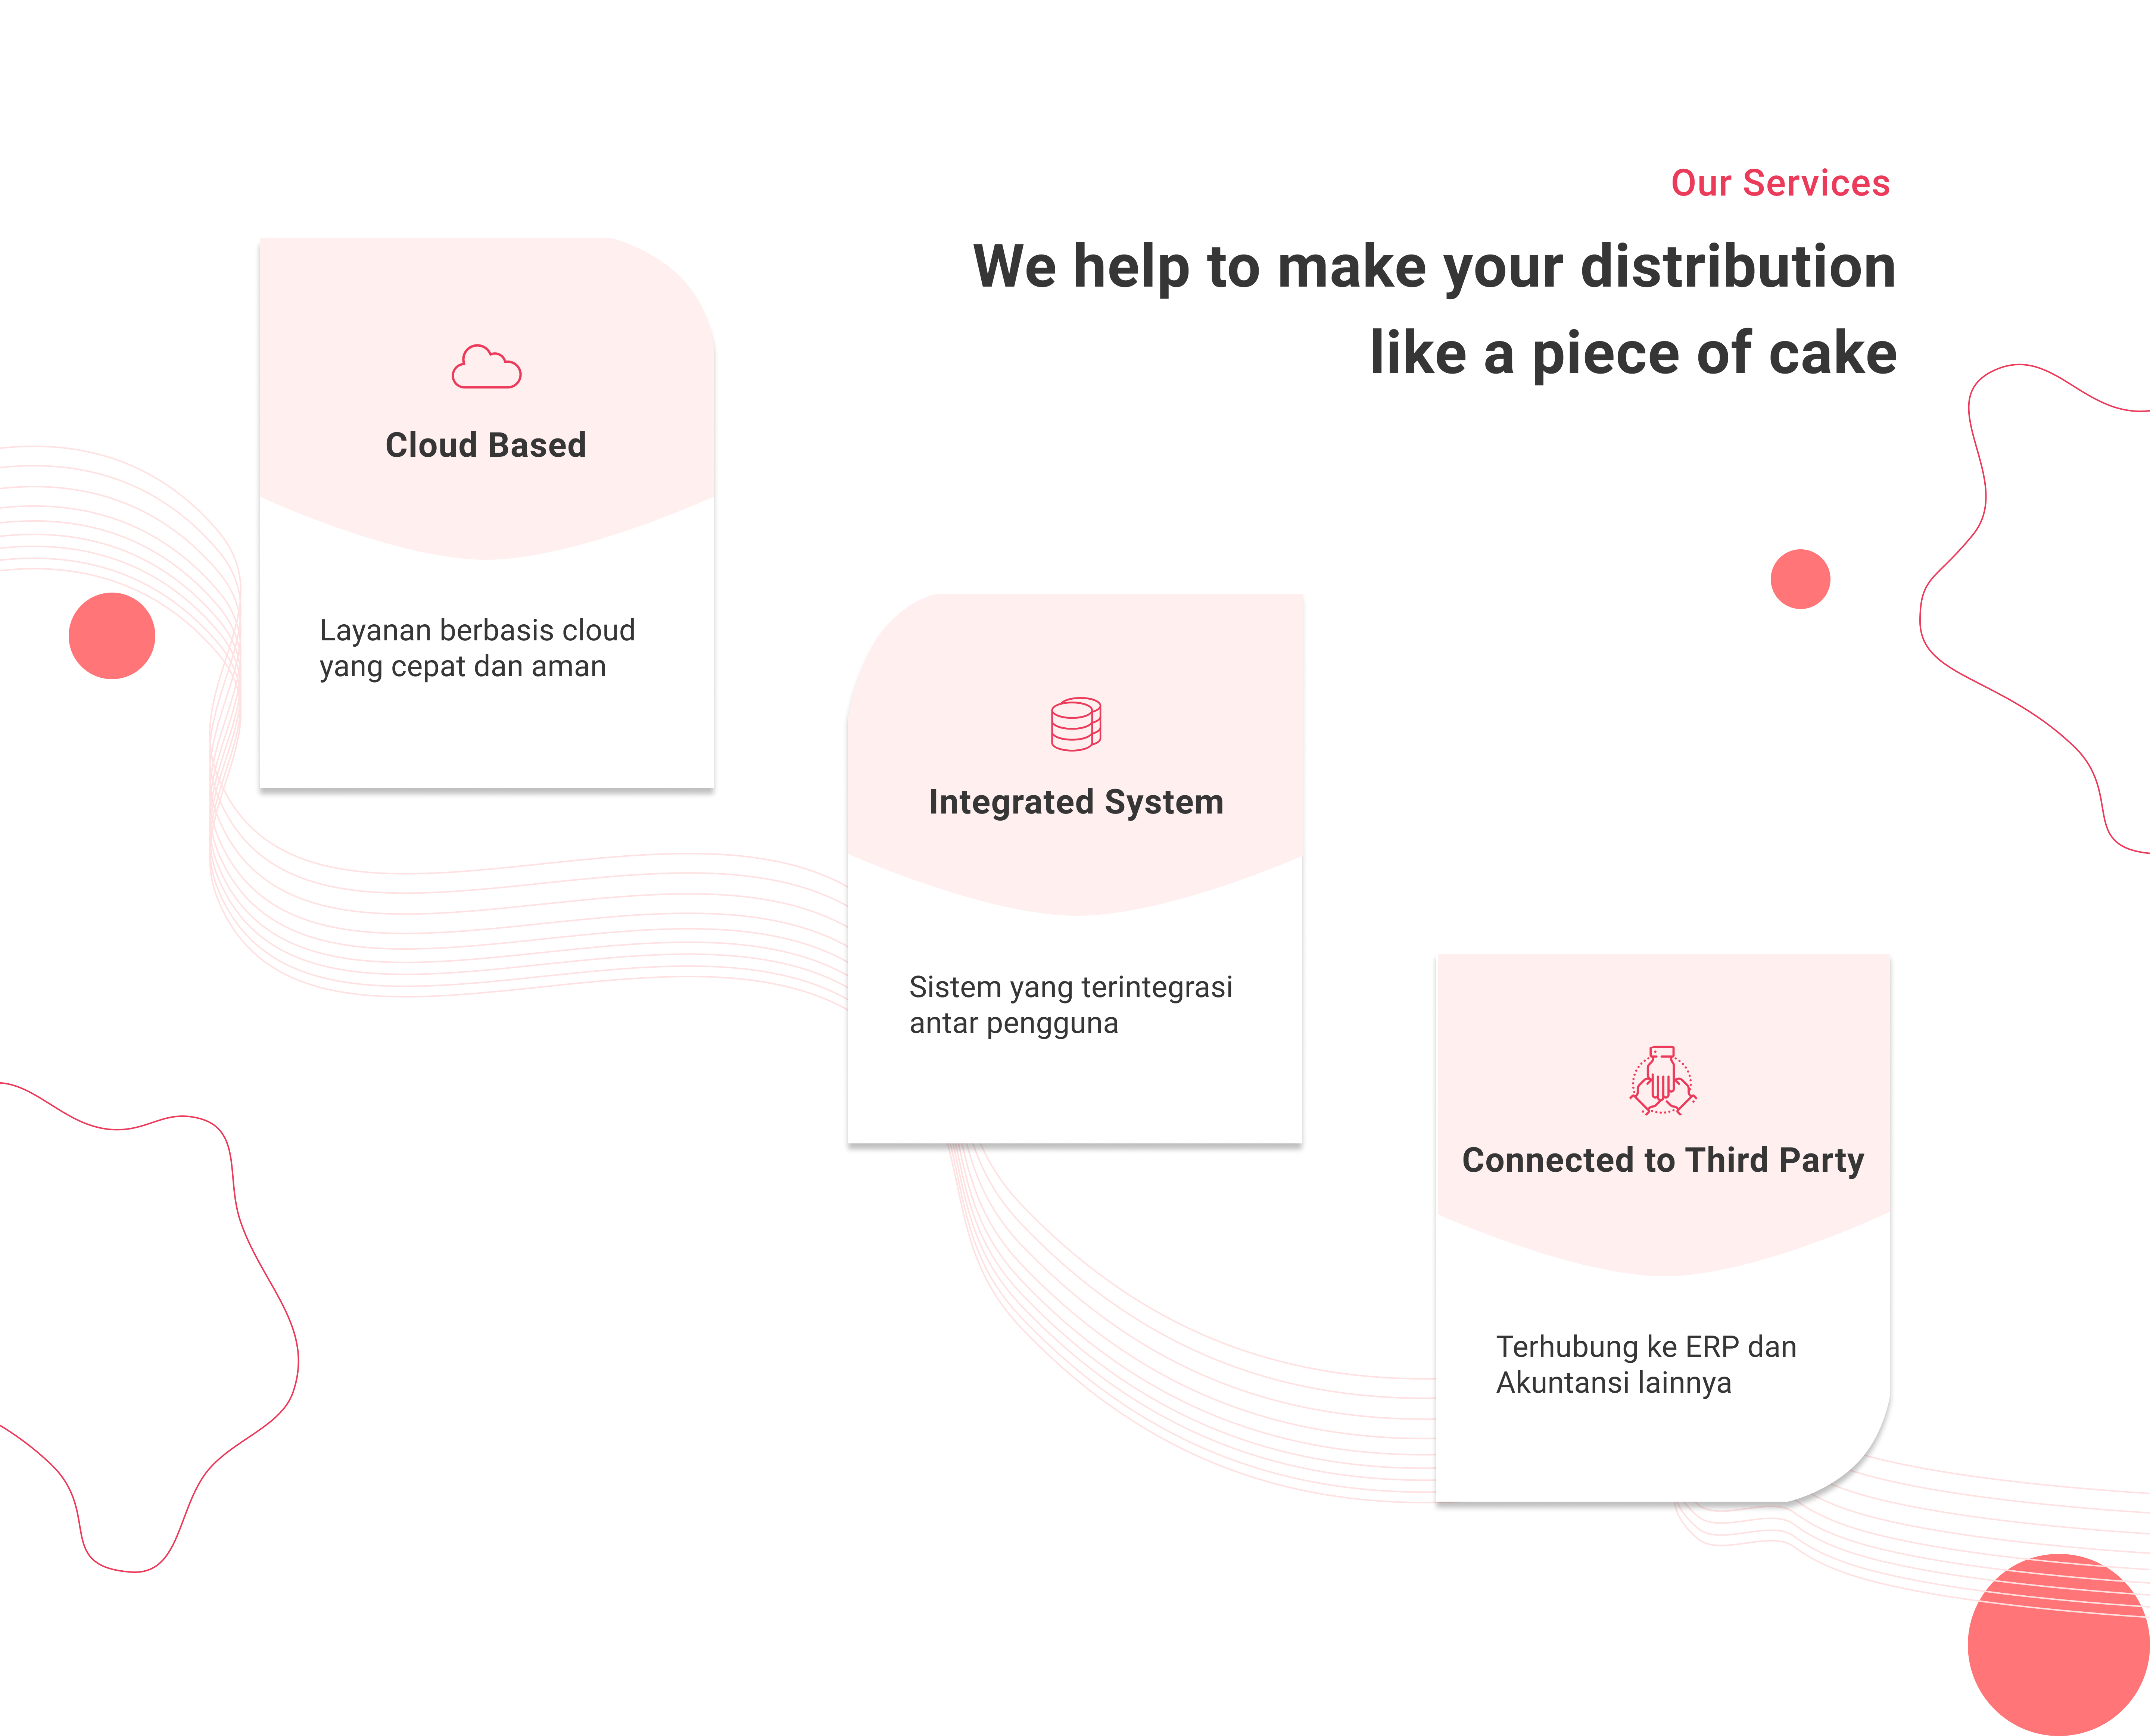 Our Services
We help to make your distribution
like a piece of cake
Cloud Based
Layanan berbasis cloud
yang cepat dan aman
Integrated System
Sistem yang terintegrasi
antar pengguna
Connected to Third Party
Terhubung ke ERP dan
Akuntansi lainnya